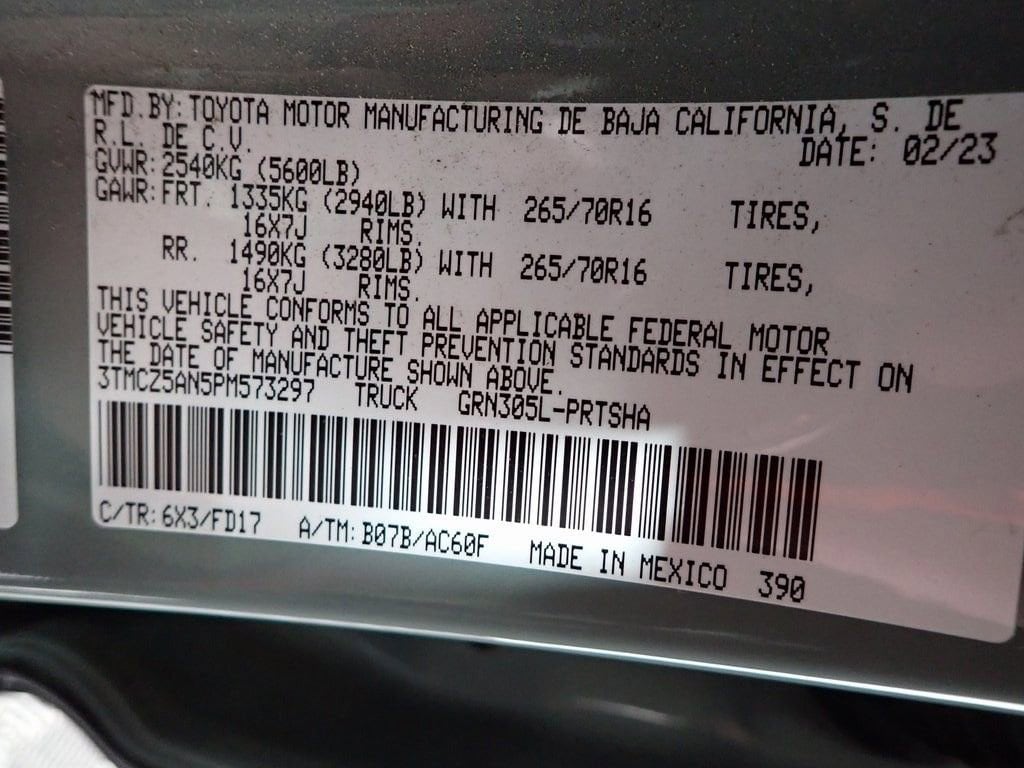 MFD.BY: TOYOTA MOTOR MANUFACTURING DE BAJA CALIFORNIA, S. DE
R.L. DE C.V.
DATE: 02/23
GVWR: 2540KG (5600LB)
GAWR: FRT. 1335KG (2940LB) WITH 265/70R16 TIRES,
16X7J RIMS.
RR. 1490KG (3280LB) WITH 265/70R16 TIRES,
16X7J RIMS.
THIS VEHICLE CONFORMS TO ALL APPLICABLE FEDERAL MOTOR
VEHICLE SAFETY AND THEFT PREVENTION STANDARDS IN EFFECT ON
THE DATE OF MANUFACTURE SHOWN ABOVE.
3TMCZ5AN5PM573297 TRUCK GRN305L-PRTSHA
C/TR: 6X3/FD17 A/TM: B07B/AC60F MADE IN MEXICO 390